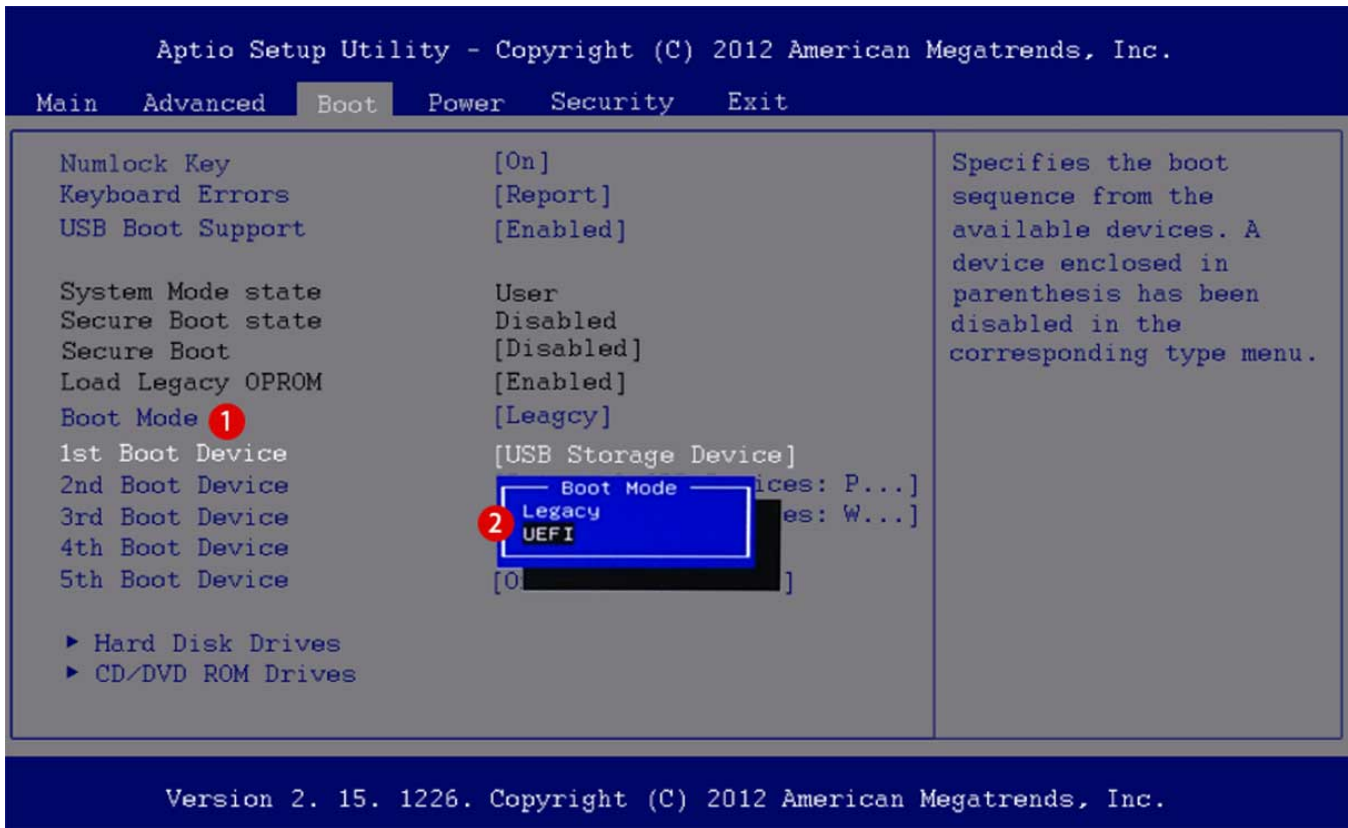 Aptio Setup Utility - Copyright (C) 2012 American Megatrends, Inc.
Main Advanced Boot Power Security Exit
Numlock Key [On]
Keyboard Errors [Report]
USB Boot Support [Enabled]
System Mode state User
Secure Boot state Disabled
Secure Boot [Disabled]
Load Legacy OPROM [Enabled]
Boot Mode 1 [Leagcy]
1st Boot Device [USB Storage Device]
2nd Boot Device ices: P...]
3rd Boot Device es: W...]
4th Boot Device
5th Boot Device [O ]
Boot Mode
2 Legacy
UEFI
► Hard Disk Drives
► CD/DVD ROM Drives
Specifies the boot
sequence from the
available devices. A
device enclosed in
parenthesis has been
disabled in the
corresponding type menu.
Version 2. 15. 1226. Copyright (C) 2012 American Megatrends, Inc.